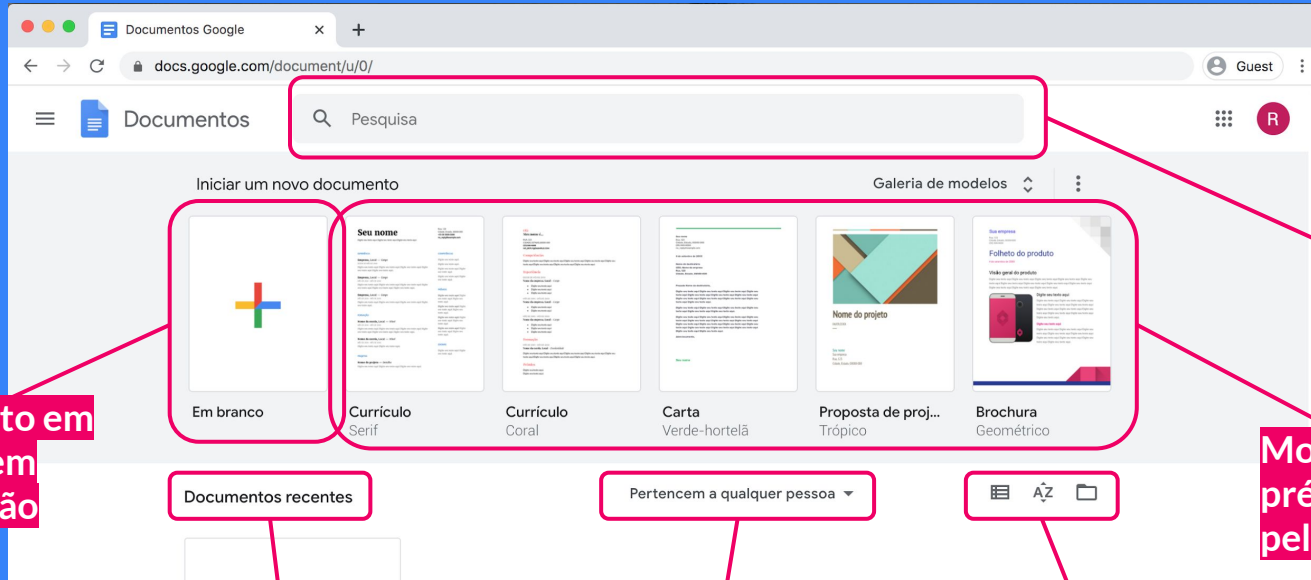 Documentos Google
docs.google.com/document/u/0/
Guest
Documentos
Pesquisa
R
Iniciar um novo documento
Galeria de modelos
Seu nome
Sua empresa
Folheto do produto
Visão geral do produto
Nome do projeto
Em branco
Currículo
Serif
Currículo
Coral
Carta
Verde-hortelã
Proposta de proj...
Trópico
Brochura
Geométrico
to em
em
ão
Mo
pré
pel
Documentos recentes
Pertencem a qualquer pessoa
AZ